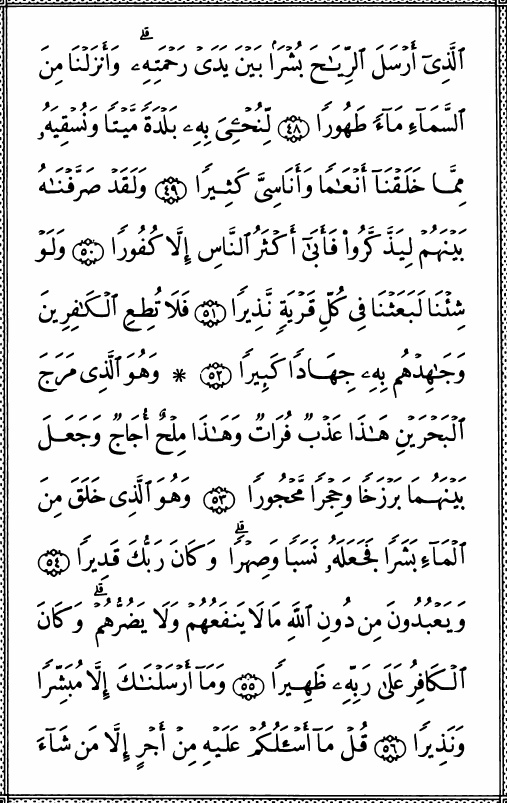 ٱلَّذِىٓ أَرْسَلَ ٱلرِّيَـٰحَ بُشْرًۢا بَيْنَ يَدَىْ رَحْمَتِهِۦ ۚ وَأَنزَلْنَا مِنَ
ٱلسَّمَآءِ مَآءً طَهُورًا ٤٨ لِّنُحْـِۧىَ بِهِۦ بَلْدَةً مَّيْتًا وَنُسْقِيَهُۥ
مِمَّا خَلَقْنَآ أَنْعَـٰمًا وَأَنَاسِىَّ كَثِيرًا ٤٩ وَلَقَدْ صَرَّفْنَـٰهُ
بَيْنَهُمْ لِيَذَّكَّرُوا۟ فَأَبَىٰٓ أَكْثَرُ ٱلنَّاسِ إِلَّا كُفُورًا ٥٠ وَلَوْ
شِئْنَا لَبَعَثْنَا فِى كُلِّ قَرْيَةٍ نَّذِيرًا ٥١ فَلَا تُطِعِ ٱلْكَـٰفِرِينَ
وَجَـٰهِدْهُم بِهِۦ جِهَادًا كَبِيرًا ٥٢ * وَهُوَ ٱلَّذِى مَرَجَ
ٱلْبَحْرَيْنِ هَـٰذَا عَذْبٌ فُرَاتٌ وَهَـٰذَا مِلْحٌ أُجَاجٌ وَجَعَلَ
بَيْنَهُمَا بَرْزَخًا وَحِجْرًا مَّحْجُورًا ٥٣ وَهُوَ ٱلَّذِى خَلَقَ مِنَ
ٱلْمَآءِ بَشَرًا فَجَعَلَهُۥ نَسَبًا وَصِهْرًا ۗ وَكَانَ رَبُّكَ قَدِيرًا ٥٤
وَيَعْبُدُونَ مِن دُونِ ٱللَّهِ مَا لَا يَنفَعُهُمْ وَلَا يَضُرُّهُمْ ۗ وَكَانَ
ٱلْكَافِرُ عَلَىٰ رَبِّهِۦ ظَهِيرًا ٥٥ وَمَآ أَرْسَلْنَـٰكَ إِلَّا مُبَشِّرًا
وَنَذِيرًا ٥٦ قُلْ مَآ أَسْـَٔلُكُمْ عَلَيْهِ مِنْ أَجْرٍ إِلَّا مَن شَآءَ